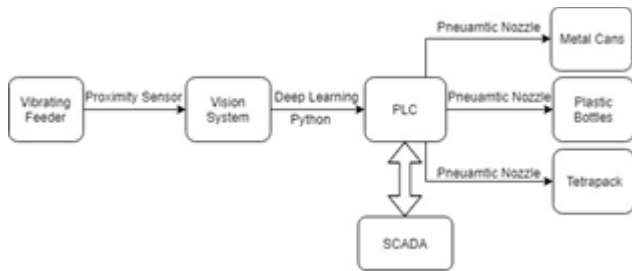 Pneuamtic Nozzle
Metal Cans
Vibrating
Feeder
Proximity Sensor
Vision
System
Deep Learning
Python
PLC
Pneuamtic Nozzle
Plastic
Bottles
Pneuamtic Nozzle
Tetrapack
SCADA